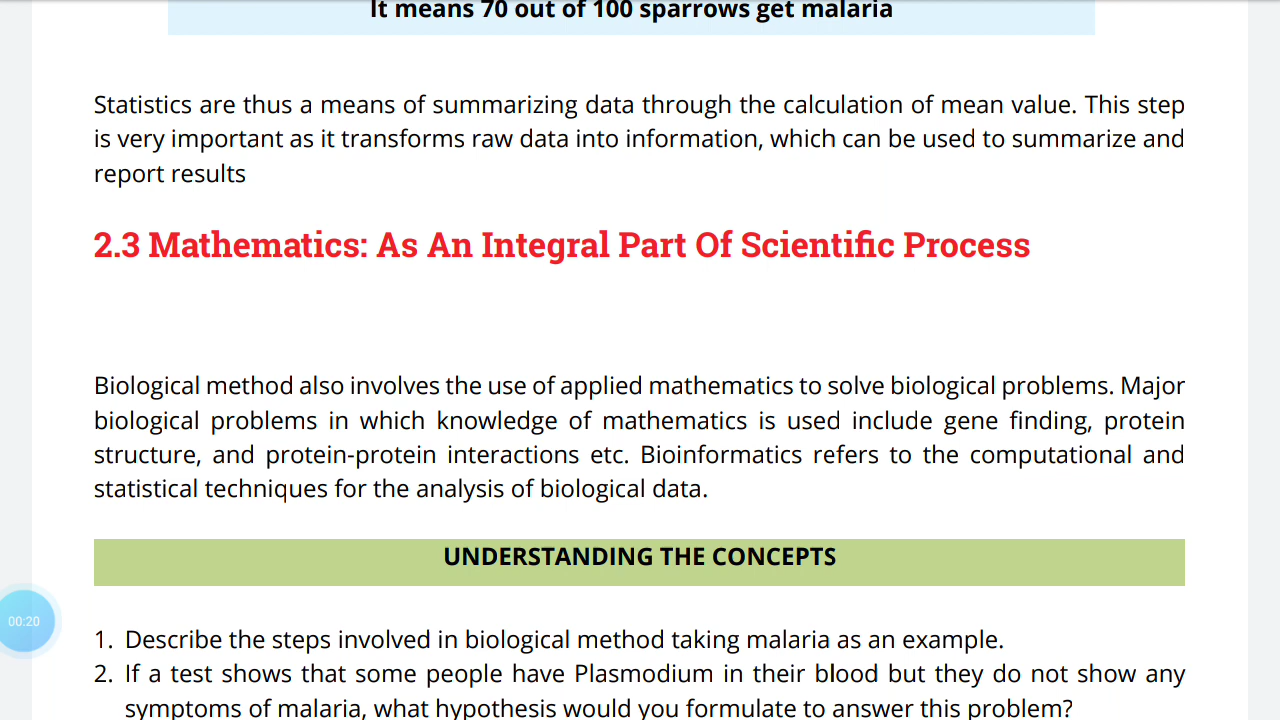 It means 70 out of 100 sparrows get malaria
Statistics are thus a means of summarizing data through the calculation of mean value. This step
is very important as it transforms raw data into information, which can be used to summarize and
report results
2.3 Mathematics: As An Integral Part Of Scientific Process
Biological method also involves the use of applied mathematics to solve biological problems. Major
biological problems in which knowledge of mathematics is used include gene finding, protein
structure, and protein-protein interactions etc. Bioinformatics refers to the computational and
statistical techniques for the analysis of biological data.
UNDERSTANDING THE CONCEPTS
00:20
1. Describe the steps involved in biological method taking malaria as an example.
2. If a test shows that some people have Plasmodium in their blood but they do not show any
symptoms of malaria, what hypothesis would you formulate to answer this problem?